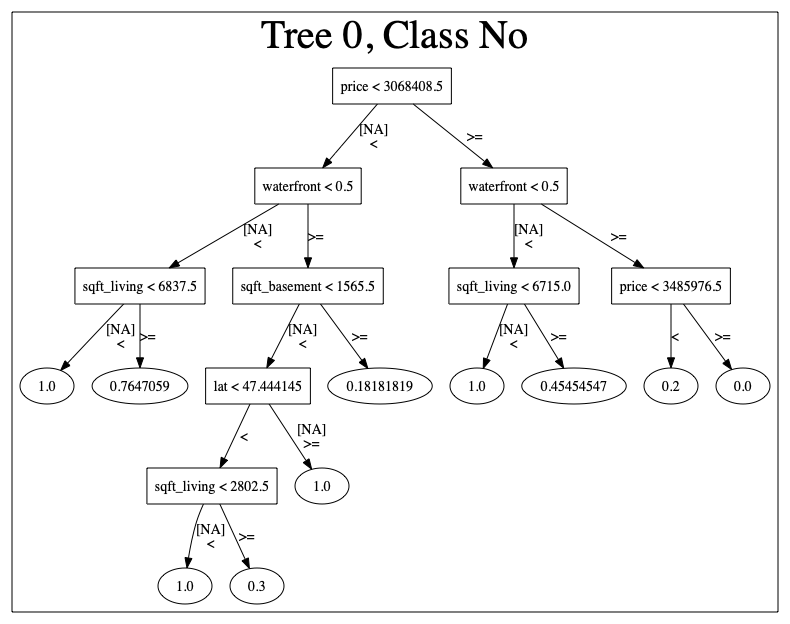 Tree 0, Class No
price < 3068408.5
[NA]
<
>=
waterfront < 0.5
waterfront < 0.5
[NA]
<
>=
[NA]
<
>=
sqft_living < 6837.5
sqft_basement < 1565.5
sqft_living < 6715.0
price < 3485976.5
[NA]
<
>=
[NA]
<
>=
[NA]
<
>=
<
>=
1.0
0.7647059
lat < 47.444145
0.18181819
1.0
0.45454547
0.2
0.0
<
[NA]
>=
sqft_living < 2802.5
1.0
[NA]
<
>=
1.0
0.3